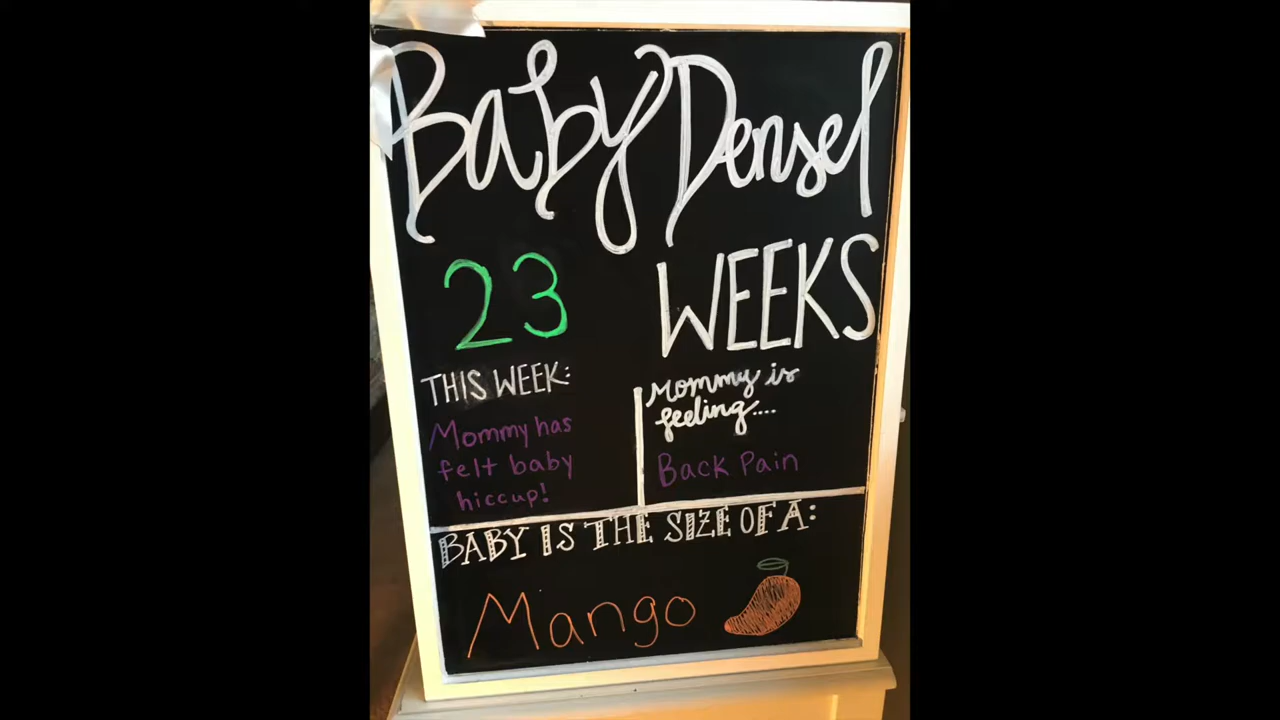 Baby Densel
23 WEEKS
THIS WEEK:
Mommy has
felt baby
hiccup!
Mommy is
feeling....
Back Pain
BABY IS THE SIZE OF A:
Mango